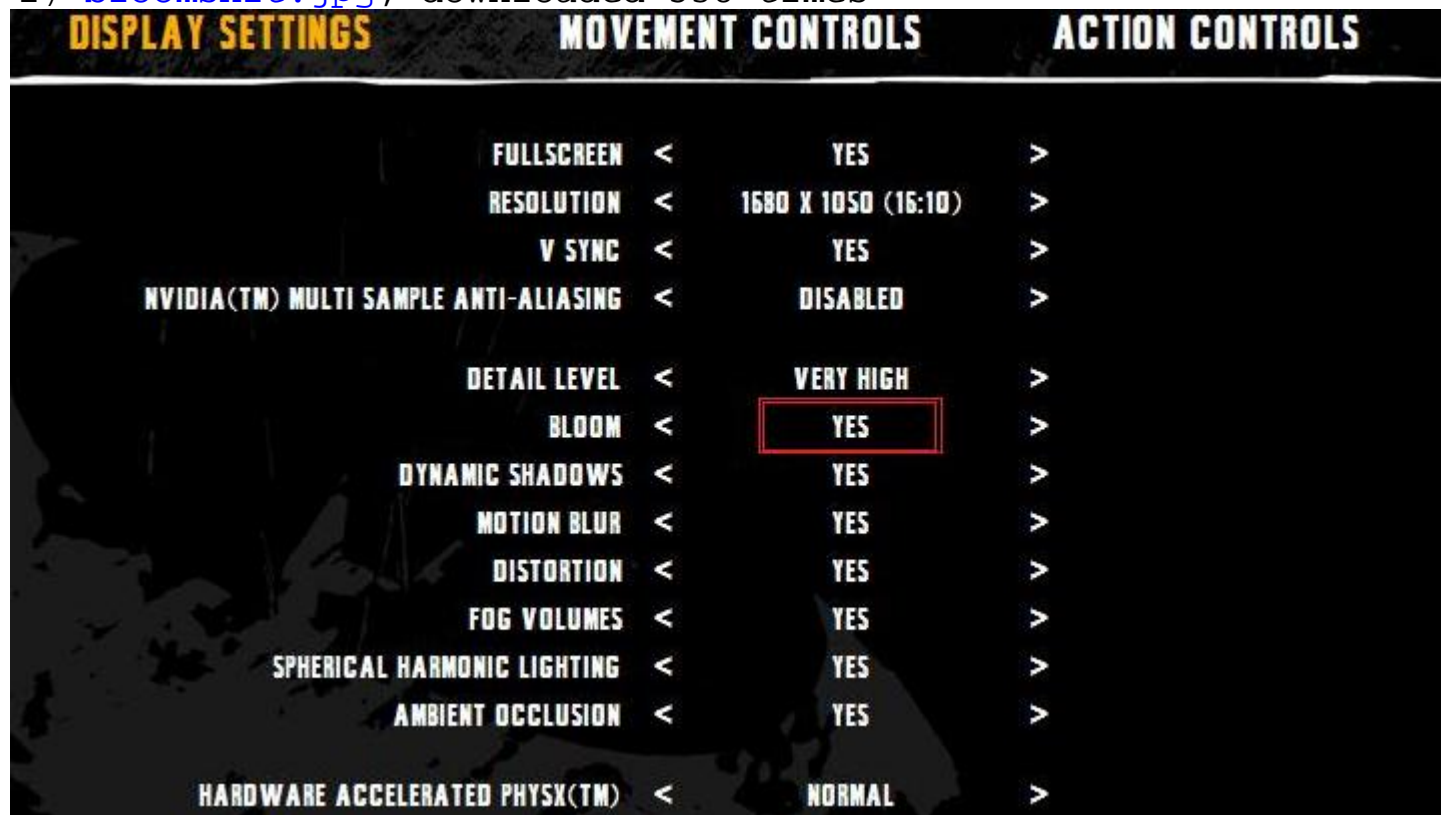 DISPLAY SETTINGS MOVEMENT CONTROLS ACTION CONTROLS
FULLSCREEN < YES >
RESOLUTION < 1680 X 1050 (16:10) >
V SYNC < YES >
NVIDIA(TM) MULTI SAMPLE ANTI-ALIASING < DISABLED >
DETAIL LEVEL < VERY HIGH >
BLOOM < YES >
DYNAMIC SHADOWS < YES >
MOTION BLUR < YES >
DISTORTION < YES >
FOG VOLUMES < YES >
SPHERICAL HARMONIC LIGHTING < YES >
AMBIENT OCCLUSION < YES >
HARDWARE ACCELERATED PHYSX(TM) < NORMAL >